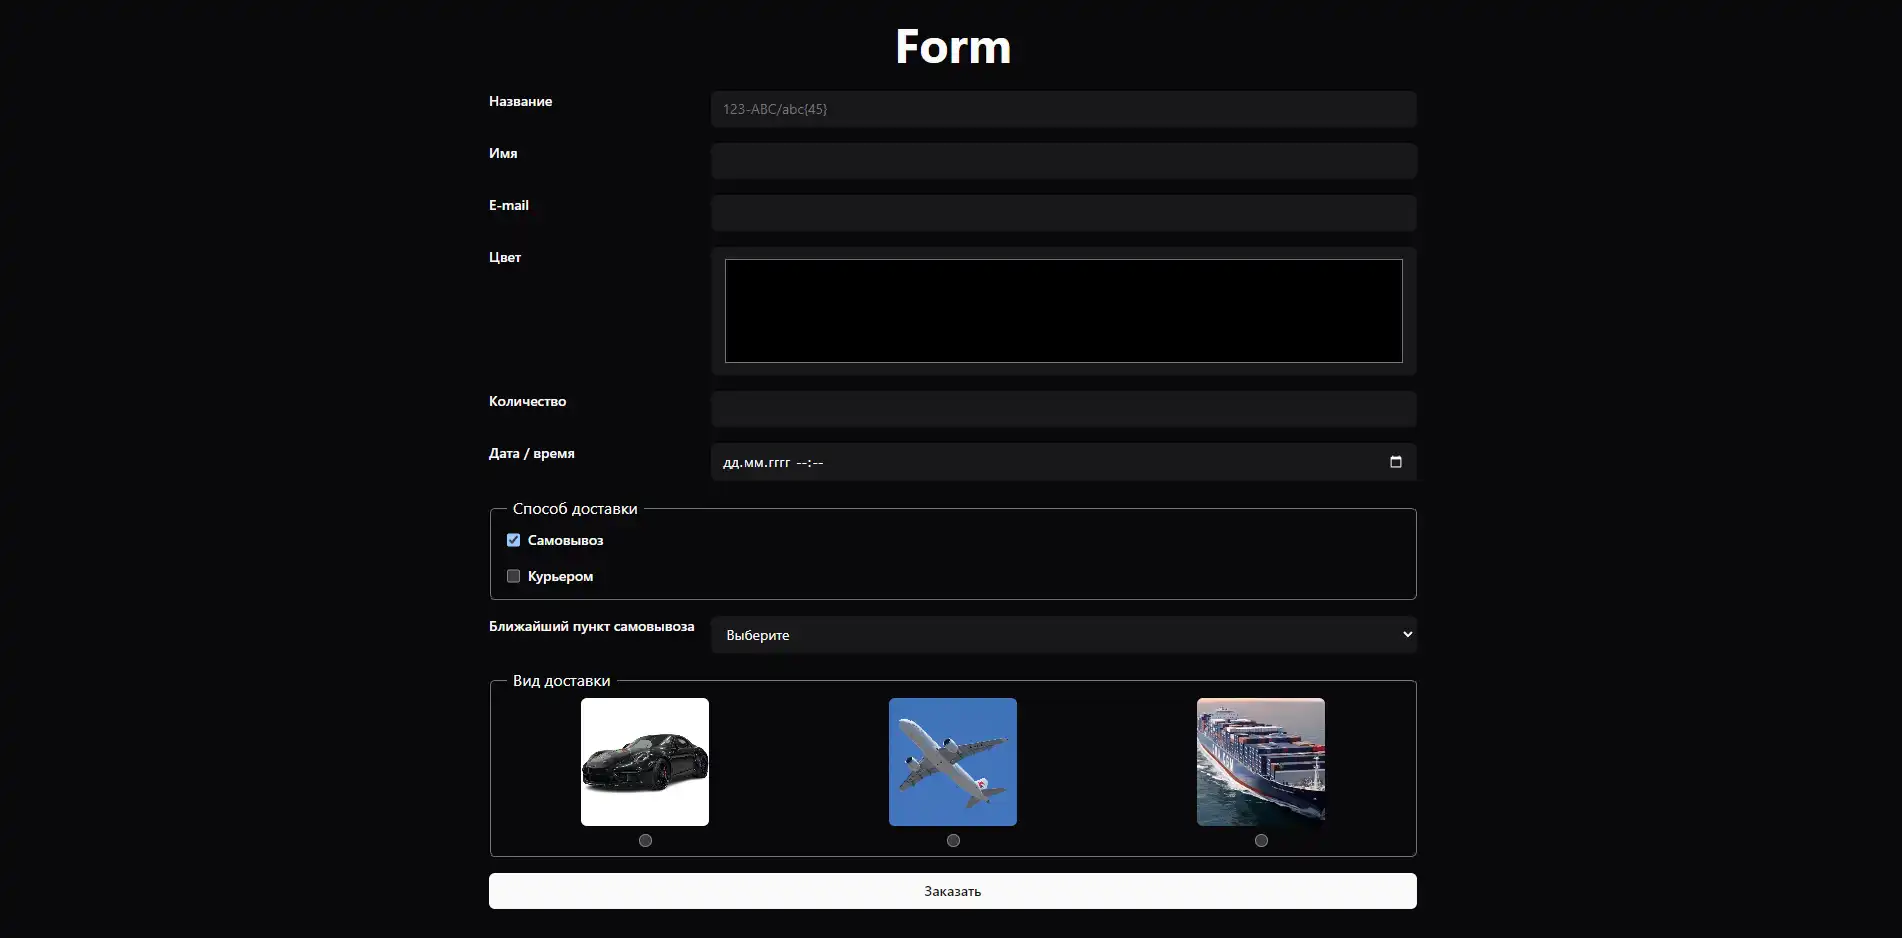 Form
Название
123-ABC/abc{45}
Имя
E-mail
Цвет
Количество
Дата / время
дд.мм.гггг --:--
Способ доставки
Самовывоз
Курьером
Ближайший пункт самовывоза
Выберите
Вид доставки
Заказать